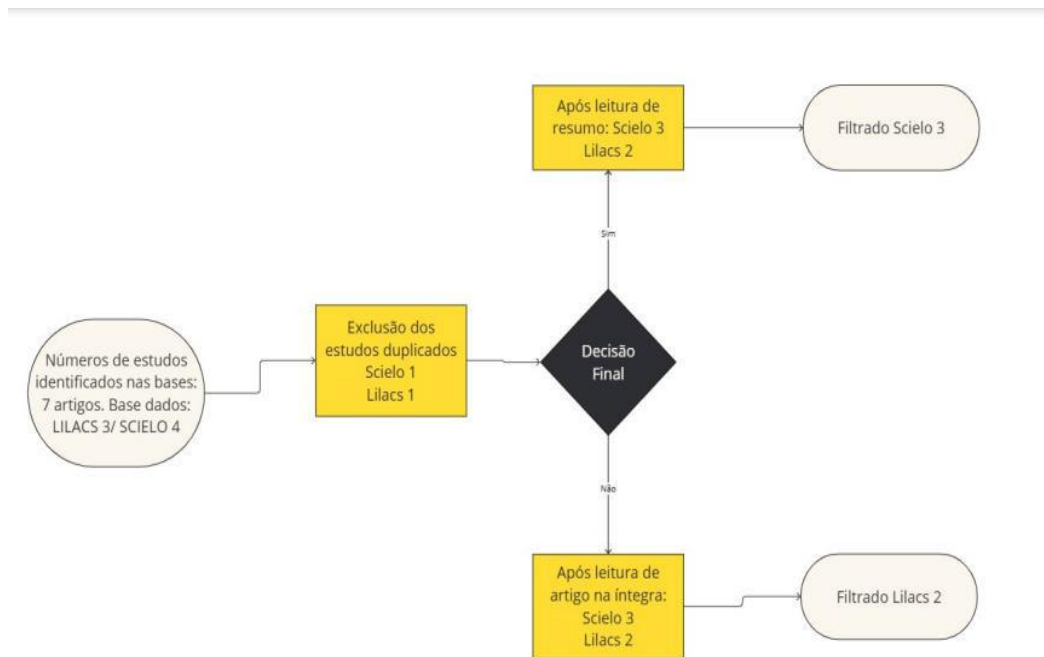 Números de estudos
identificados nas bases:
7 artigos. Base dados:
LILACS 3/ SCIELO 4
Exclusão dos
estudos duplicados
Scielo 1
Lilacs 1
Decisão
Final
Sim
Após leitura de
resumo: Scielo 3
Lilacs 2
Filtrado Scielo 3
Não
Após leitura de
artigo na íntegra:
Scielo 3
Lilacs 2
Filtrado Lilacs 2